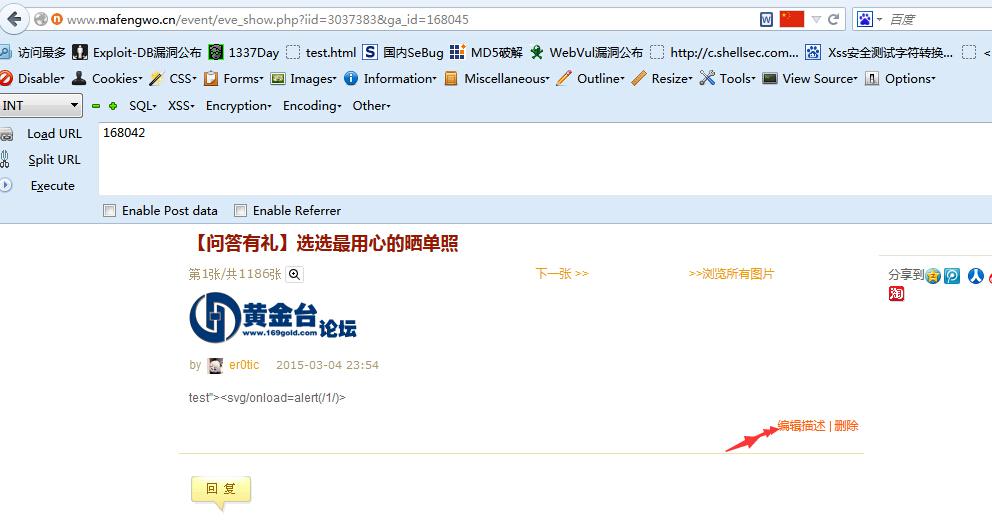 www.mafengwo.cn/event/eve_show.php?iid=3037383&ga_id=168045 百度
访问最多 Exploit-DB漏洞公布 1337Day test.html 国内SeBug MD5破解 WebVul漏洞公布 http://c.shellsec.com... Xss安全测试字符转换... <
Disable Cookies CSS Forms Images Information Miscellaneous Outline Resize Tools View Source Options
INT SQL XSS Encryption Encoding Other
Load URL 168042
Split URL
Execute
Enable Post data Enable Referrer
【问答有礼】选选最用心的晒单照
第1张/共1186张 下一张 >> >>浏览所有图片 分享到
淘
黄金台
www.169gold.com 论坛
by er0tic 2015-03-04 23:54
test"><svg/onload=alert(/1/)>
编辑描述 | 删除
回 复